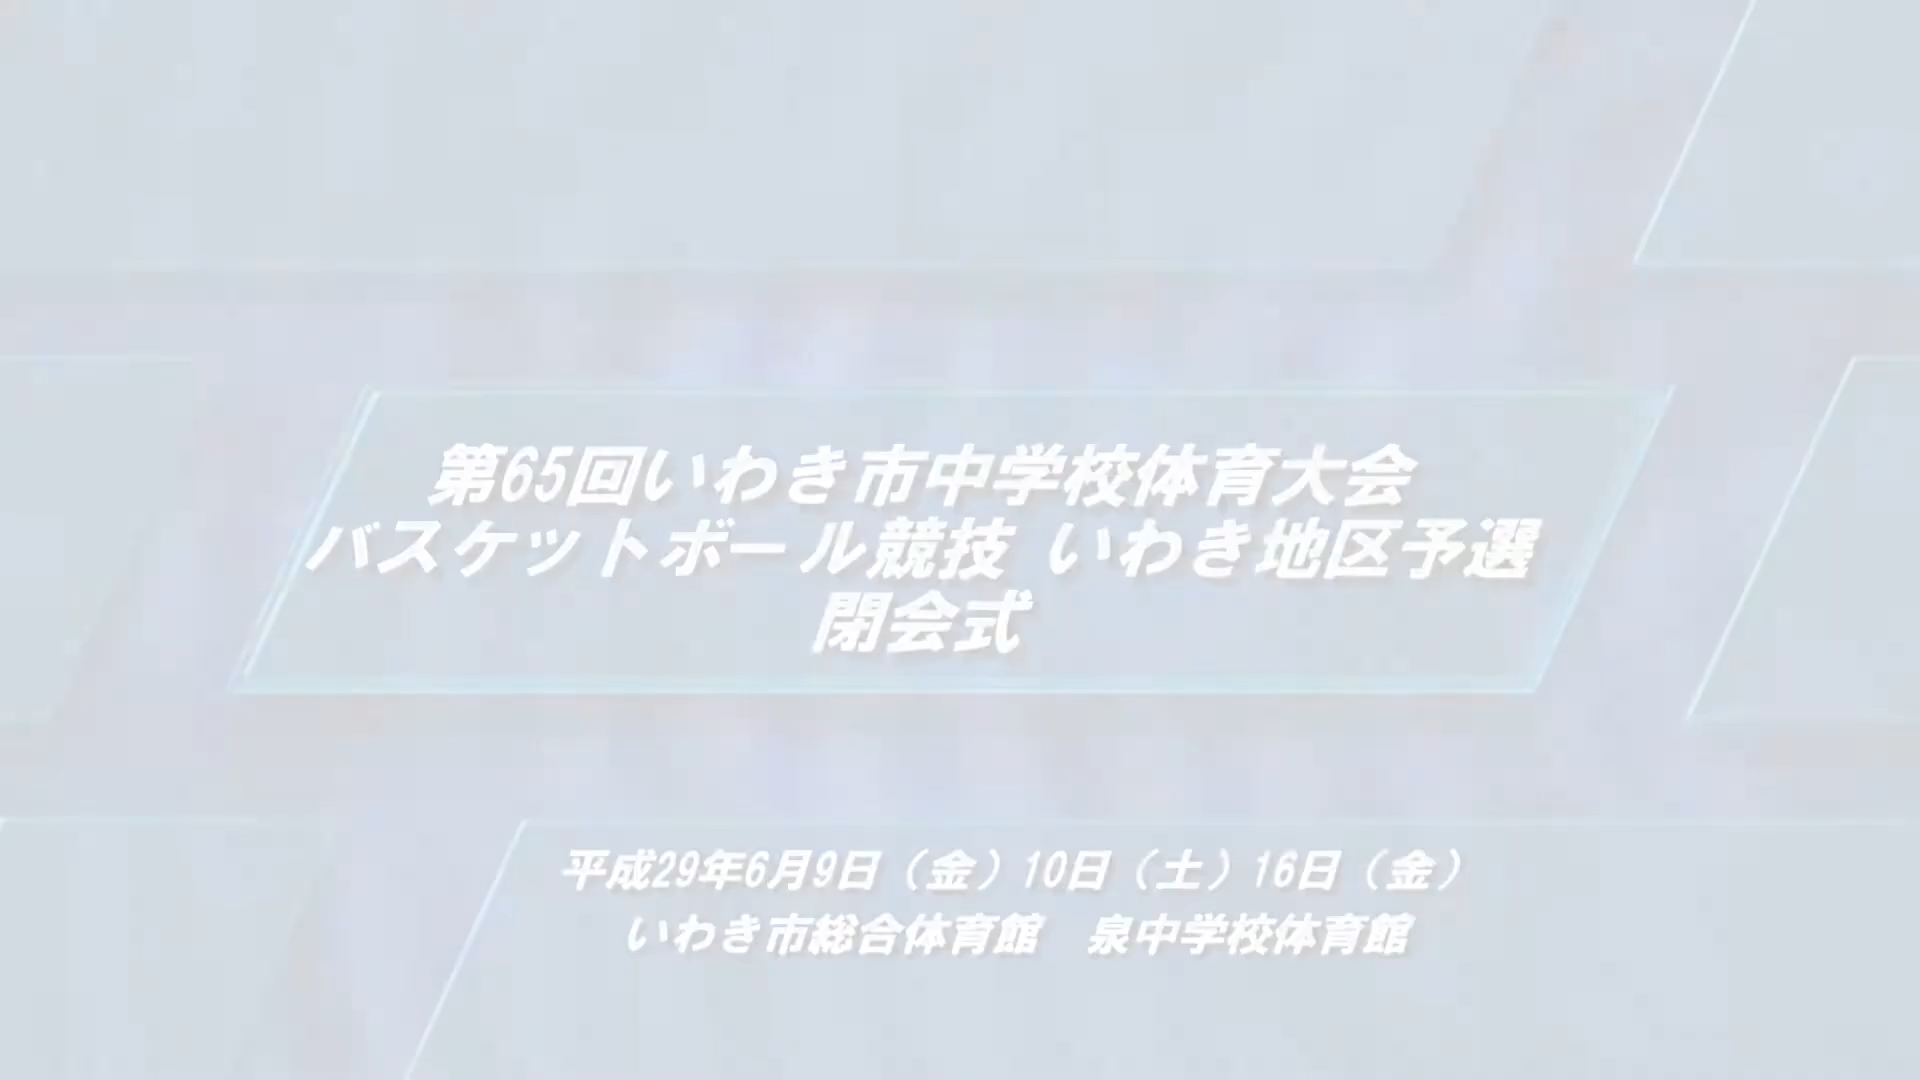 第65回いわき市中学校体育大会
バスケットボール競技 いわき地区予選
閉会式
平成29年6月9日（金）10日（土）16日（金）
いわき市総合体育館　泉中学校体育館